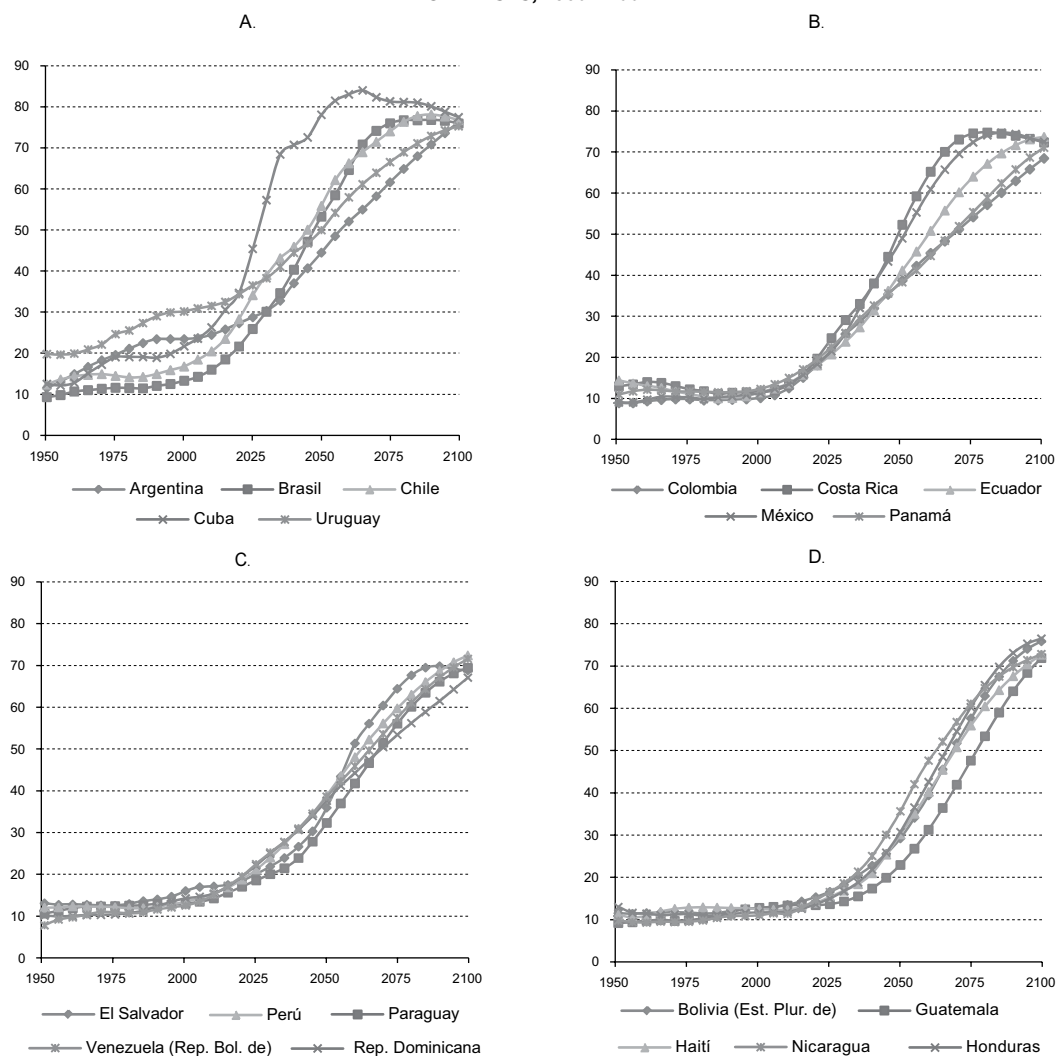 A.
90
80
70
60
50
40
30
20
10
0
1950 1975 2000 2025 2050 2075 2100
Argentina Brasil Chile
Cuba Uruguay
B.
90
80
70
60
50
40
30
20
10
0
1950 1975 2000 2025 2050 2075 2100
Colombia Costa Rica Ecuador
México Panamá
C.
90
80
70
60
50
40
30
20
10
0
1950 1975 2000 2025 2050 2075 2100
El Salvador Perú Paraguay
Venezuela (Rep. Bol. de) Rep. Dominicana
D.
90
80
70
60
50
40
30
20
10
0
1950 1975 2000 2025 2050 2075 2100
Bolivia (Est. Plur. de) Guatemala
Haití Nicaragua Honduras